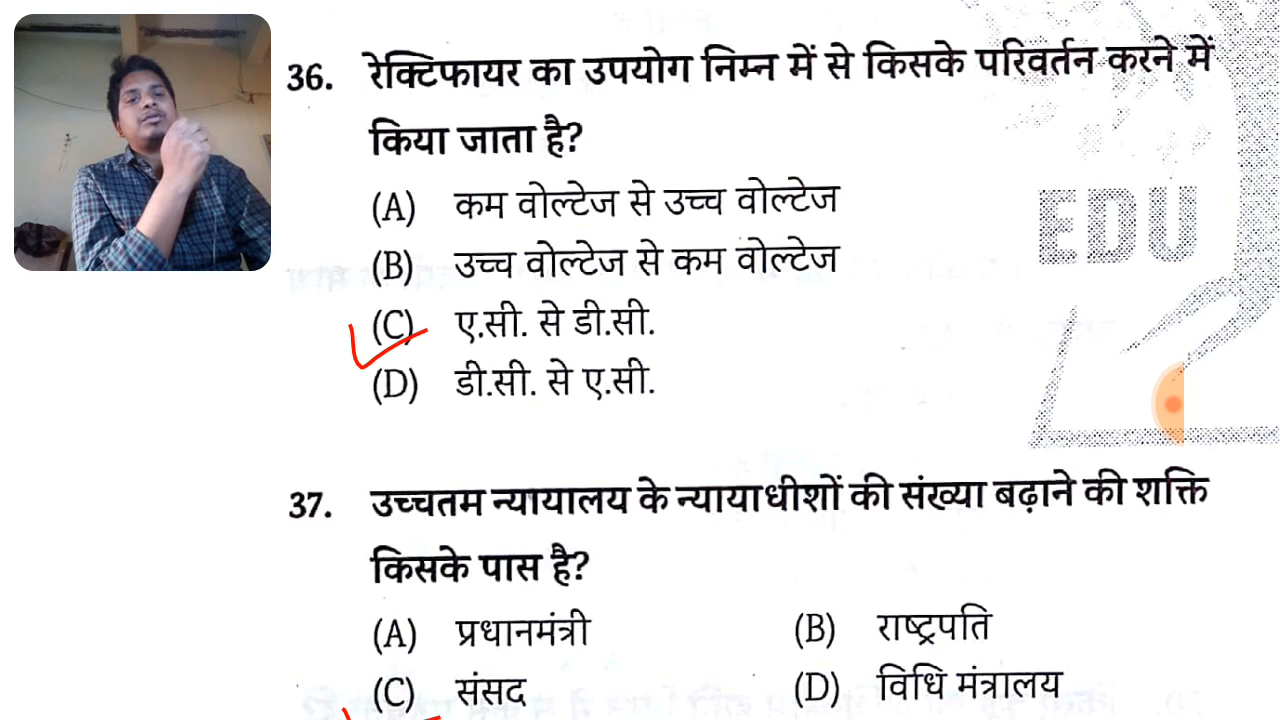 36. रेक्टिफायर का उपयोग निम्न में से किसके परिवर्तन करने में
किया जाता है?
(A) कम वोल्टेज से उच्च वोल्टेज
(B) उच्च वोल्टेज से कम वोल्टेज
(C) ए.सी. से डी.सी.
(D) डी.सी. से ए.सी.
EDU
37. उच्चतम न्यायालय के न्यायाधीशों की संख्या बढ़ाने की शक्ति
किसके पास है?
(A) प्रधानमंत्री (B) राष्ट्रपति
(C) संसद (D) विधि मंत्रालय